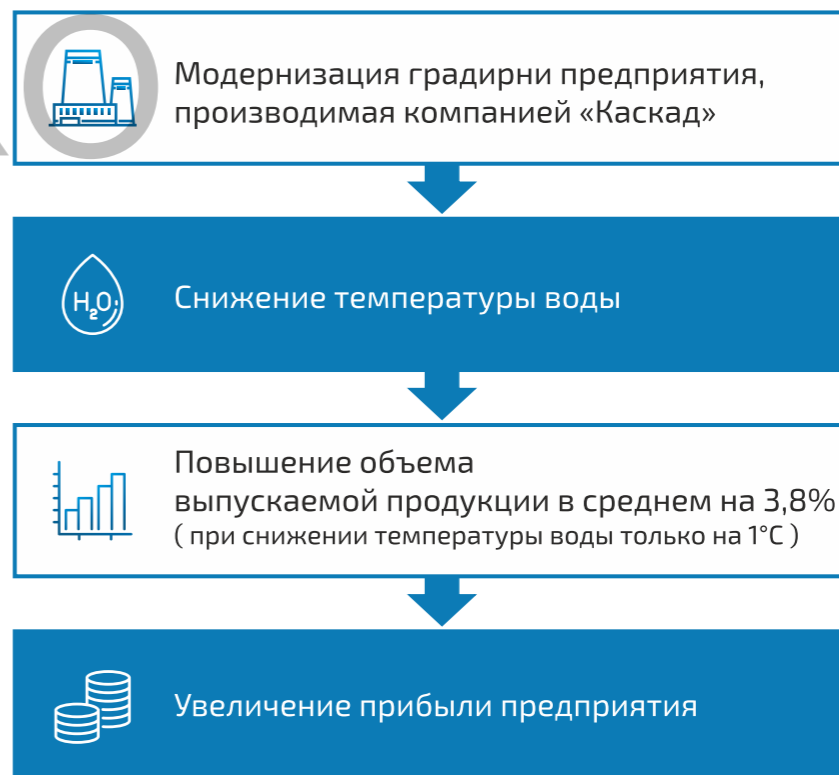 Модернизация градирни предприятия,
производимая компанией «Каскад»
H₂O
Снижение температуры воды
Повышение объема
выпускаемой продукции в среднем на 3,8%
( при снижении температуры воды только на 1°C )
Увеличение прибыли предприятия